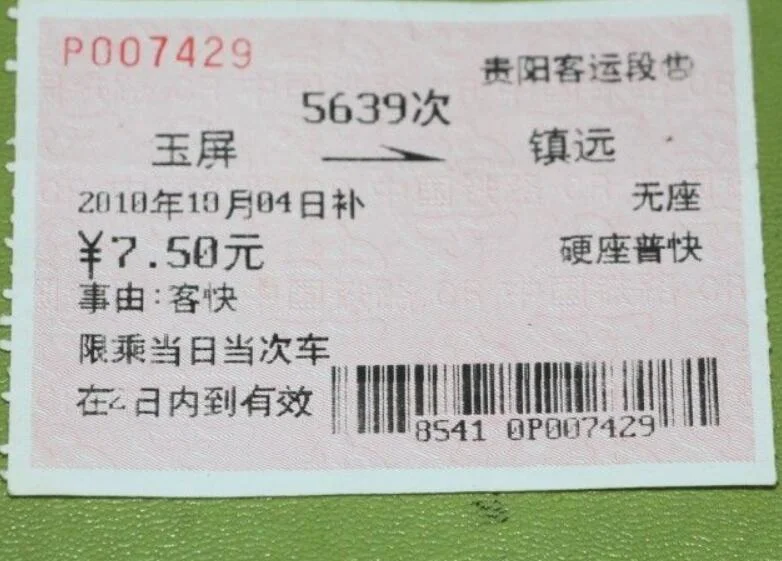 P007429
贵阳客运段售
5639次
玉屏 镇远
2010年10月04日补 无座
¥7.50元 硬座普快
事由:客快
限乘当日当次车
在2日内到有效
8541 0P007429